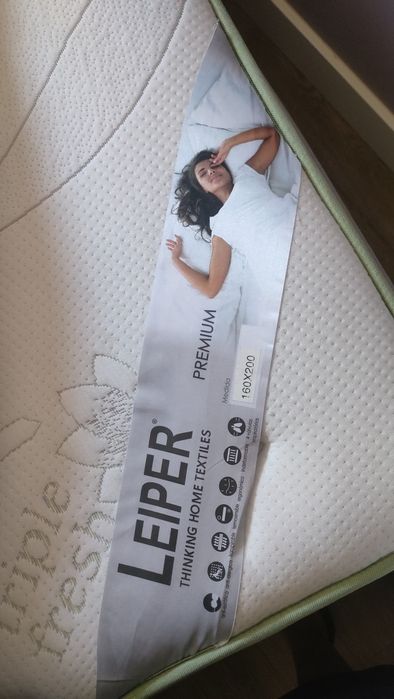 LEIPER®
THINKING HOME TEXTILES
PREMIUM
Medida
160X200
triple
fresh